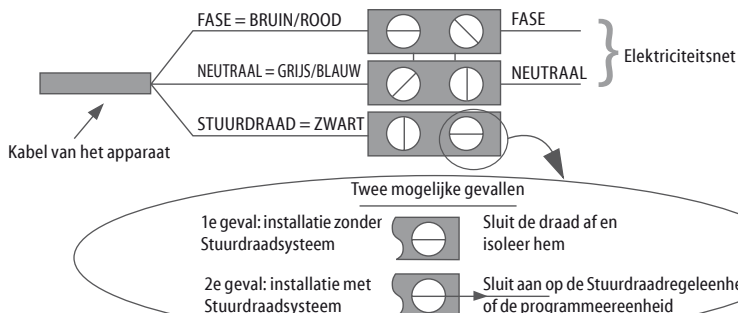 FASE = BRUIN/ROOD
FASE
NEUTRAAL = GRIJS/BLAUW
NEUTRAAL
Elektriciteitsnet
STUURDRAAD = ZWART
Kabel van het apparaat
Twee mogelijke gevallen
1e geval: installatie zonder
Stuurdraadsysteem
Sluit de draad af en
isoleer hem
2e geval: installatie met
Stuurdraadsysteem
Sluit aan op de
of de programmeereenheid